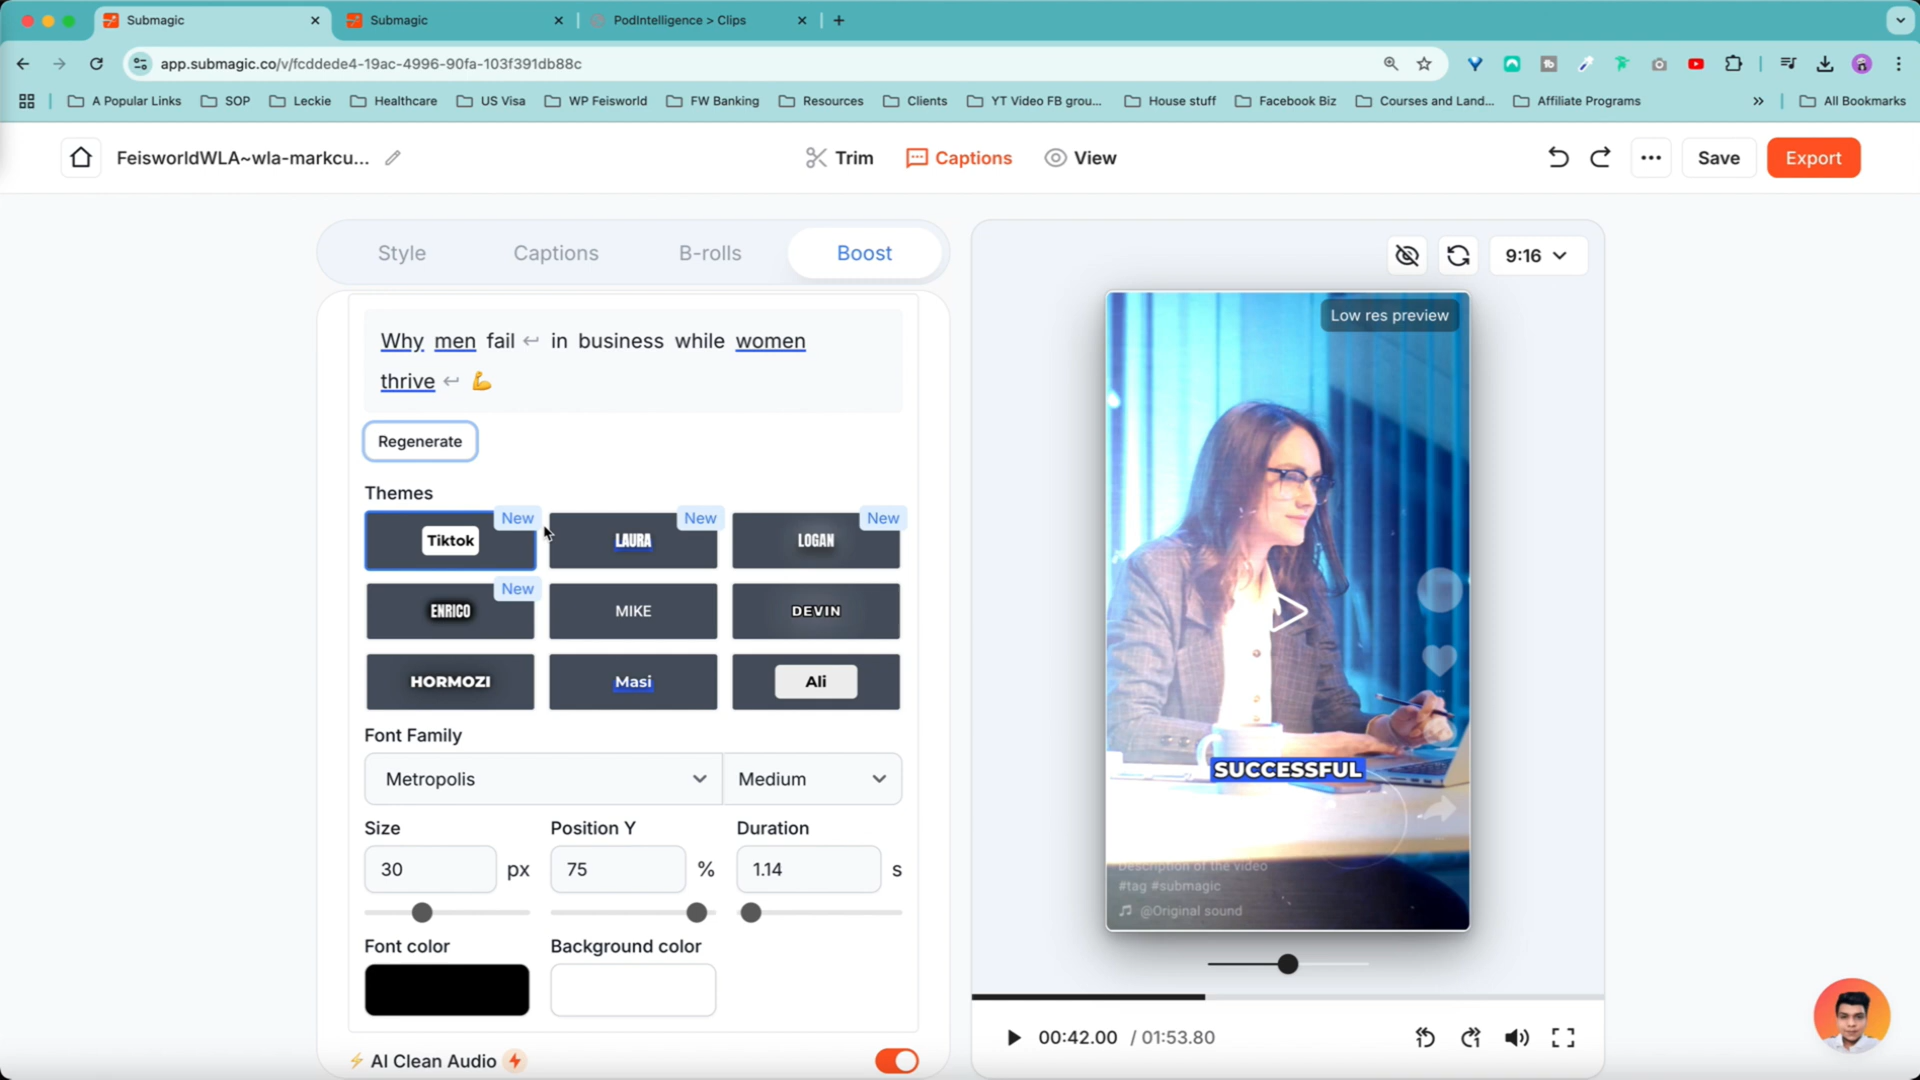 Submagic
Submagic
PodIntelligence > Clips
app.submagic.co/v/fcddede4-19ac-4996-90fa-103f391db88c
A Popular Links
SOP
Leckie
Healthcare
US Visa
WP Feisworld
FW Banking
Resources
Clients
YT Video FB grou...
House stuff
Facebook Biz
Courses and Land...
Affiliate Programs
All Bookmarks
FeisworldWLA~wla-markcu...
Trim
Captions
View
Save
Export
Style
Captions
B-rolls
Boost
Why men fail ↩ in business while women
thrive ↩ 💪
Regenerate
Themes
Tiktok
New
LAURA
New
LOGAN
New
ENRICO
New
MIKE
DEVIN
HORMOZI
Masi
Ali
Font Family
Metropolis
Medium
Size
Position Y
Duration
30 px
75 %
1.14 s
Font color
Background color
⚡ AI Clean Audio
9:16
Low res preview
SUCCESSFUL
Description of the video
#tag #submagic
@Original sound
00:42.00 / 01:53.80